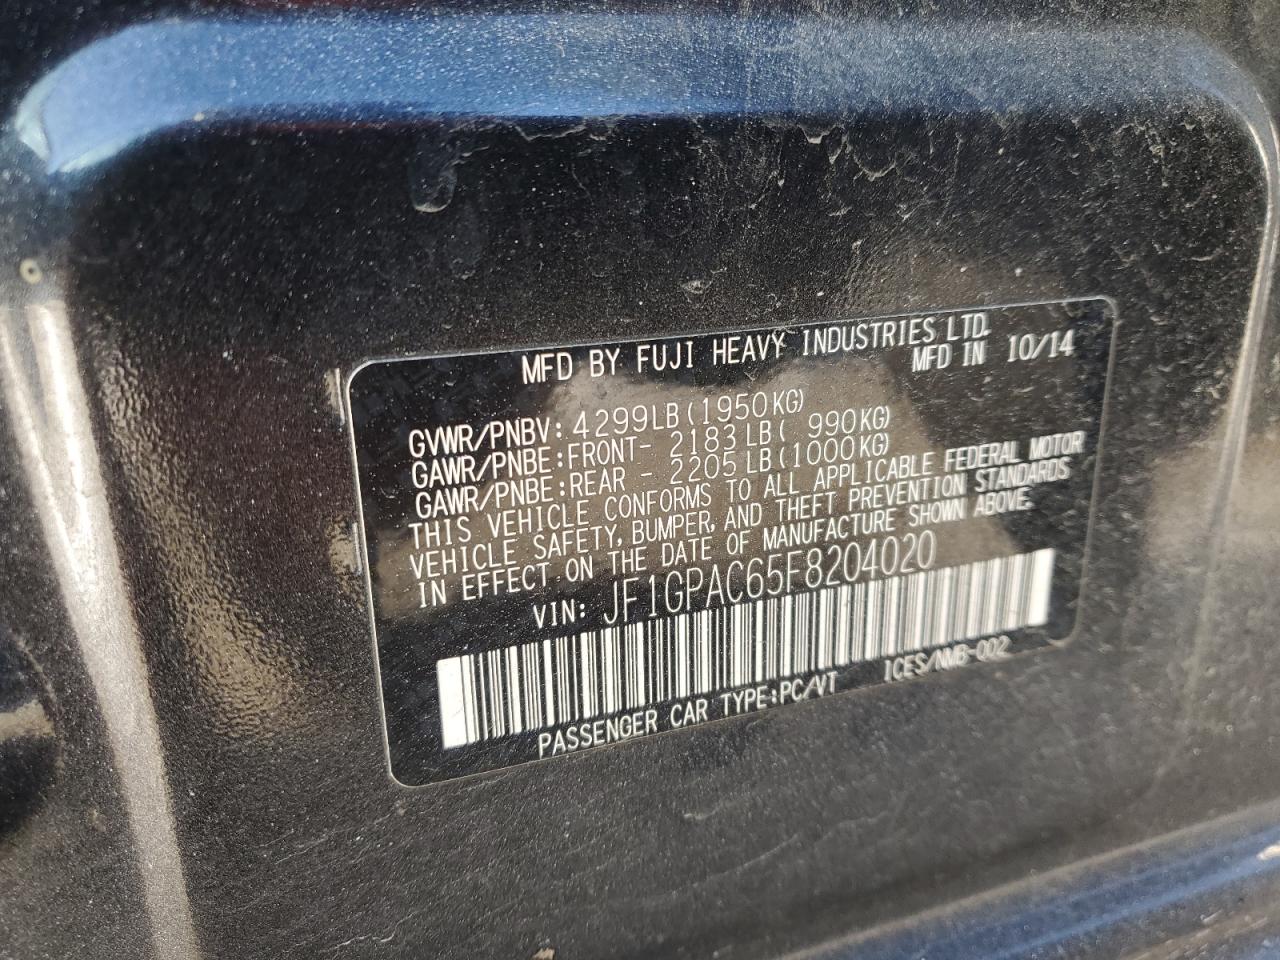 MFD BY FUJI HEAVY INDUSTRIES LTD.
MFD IN 10/14
GVWR/PNBV: 4299LB(1950KG)
GAWR/PNBE:FRONT- 2183LB( 990KG)
GAWR/PNBE:REAR - 2205LB(1000KG)
THIS VEHICLE CONFORMS TO ALL APPLICABLE FEDERAL MOTOR
VEHICLE SAFETY, BUMPER, AND THEFT PREVENTION STANDARDS
IN EFFECT ON THE DATE OF MANUFACTURE SHOWN ABOVE.
VIN: JF1GPAC65F8204020
PASSENGER CAR TYPE:PC/VT ICES/NMB-002